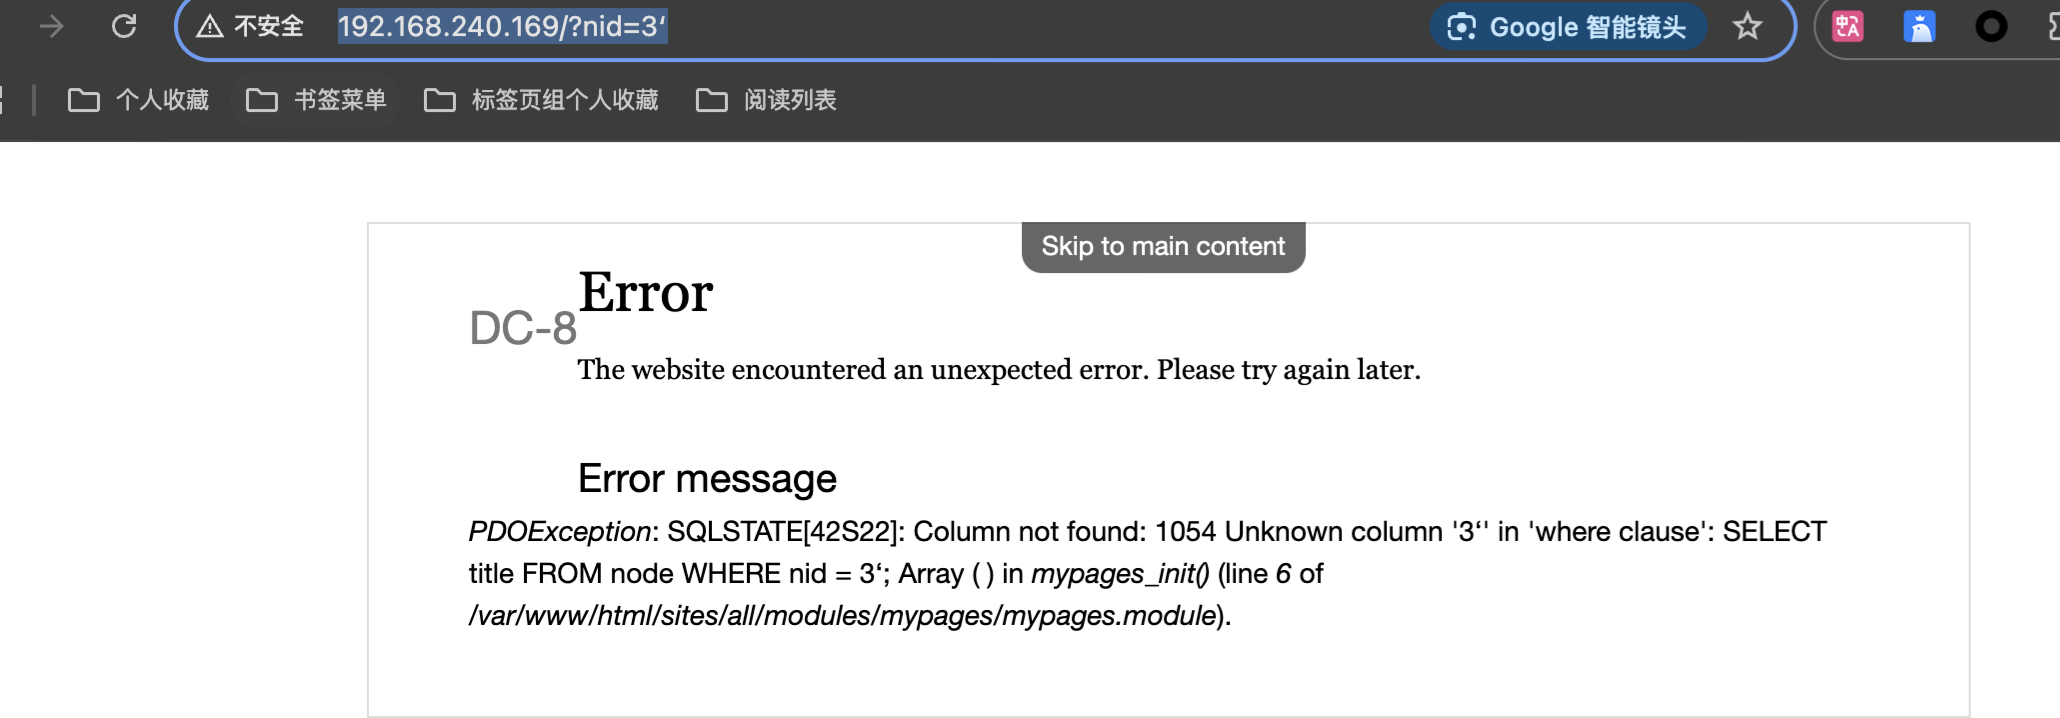 不安全
192.168.240.169/?nid=3‘
Google 智能镜头
个人收藏
书签菜单
标签页组个人收藏
阅读列表
Skip to main content
Error
DC-8
The website encountered an unexpected error. Please try again later.
Error message
PDOException: SQLSTATE[42S22]: Column not found: 1054 Unknown column '3‘' in 'where clause': SELECT
title FROM node WHERE nid = 3‘; Array ( ) in mypages_init() (line 6 of
/var/www/html/sites/all/modules/mypages/mypages.module).